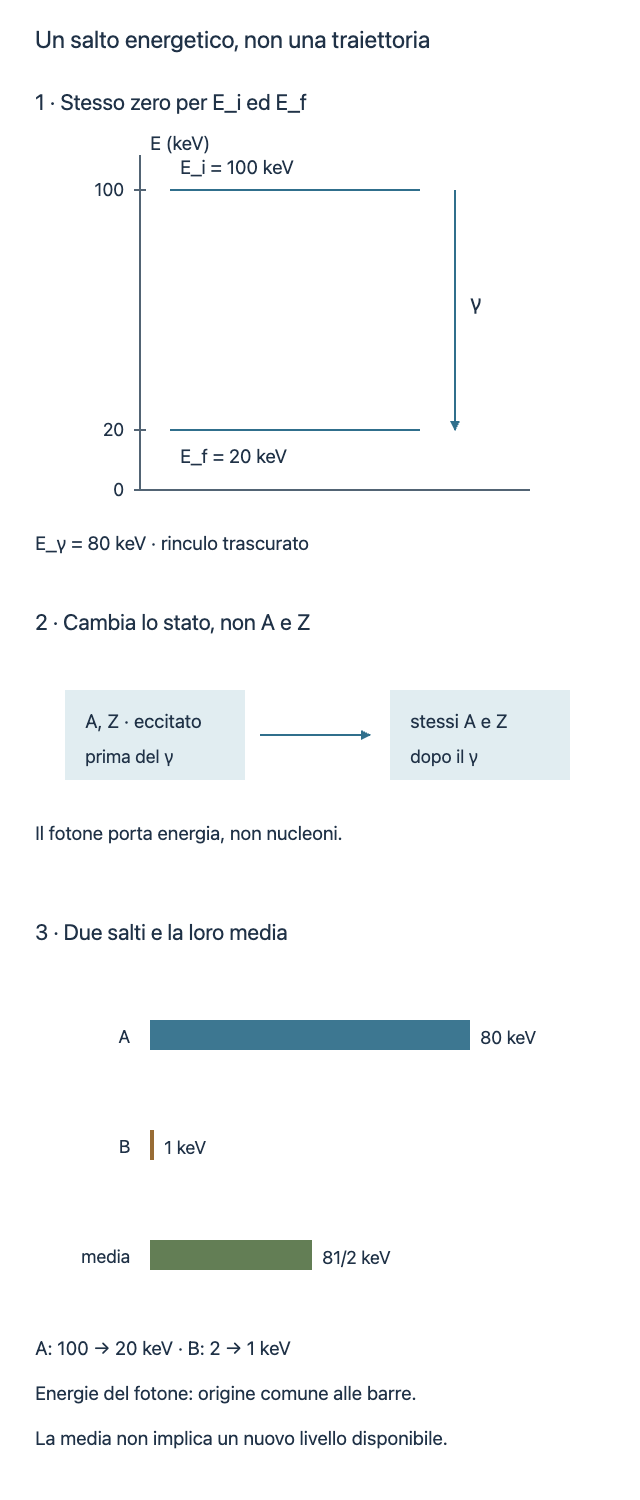 Un salto energetico, non una traiettoria
1 · Stesso zero per E_i ed E_f
E (keV)
E_i = 100 keV
100
γ
20
E_f = 20 keV
0
E_γ = 80 keV · rinculo trascurato
2 · Cambia lo stato, non A e Z
A, Z · eccitato
prima del γ
stessi A e Z
dopo il γ
Il fotone porta energia, non nucleoni.
3 · Due salti e la loro media
A
80 keV
B
1 keV
media
81/2 keV
A: 100 → 20 keV · B: 2 → 1 keV
Energie del fotone: origine comune alle barre.
La media non implica un nuovo livello disponibile.